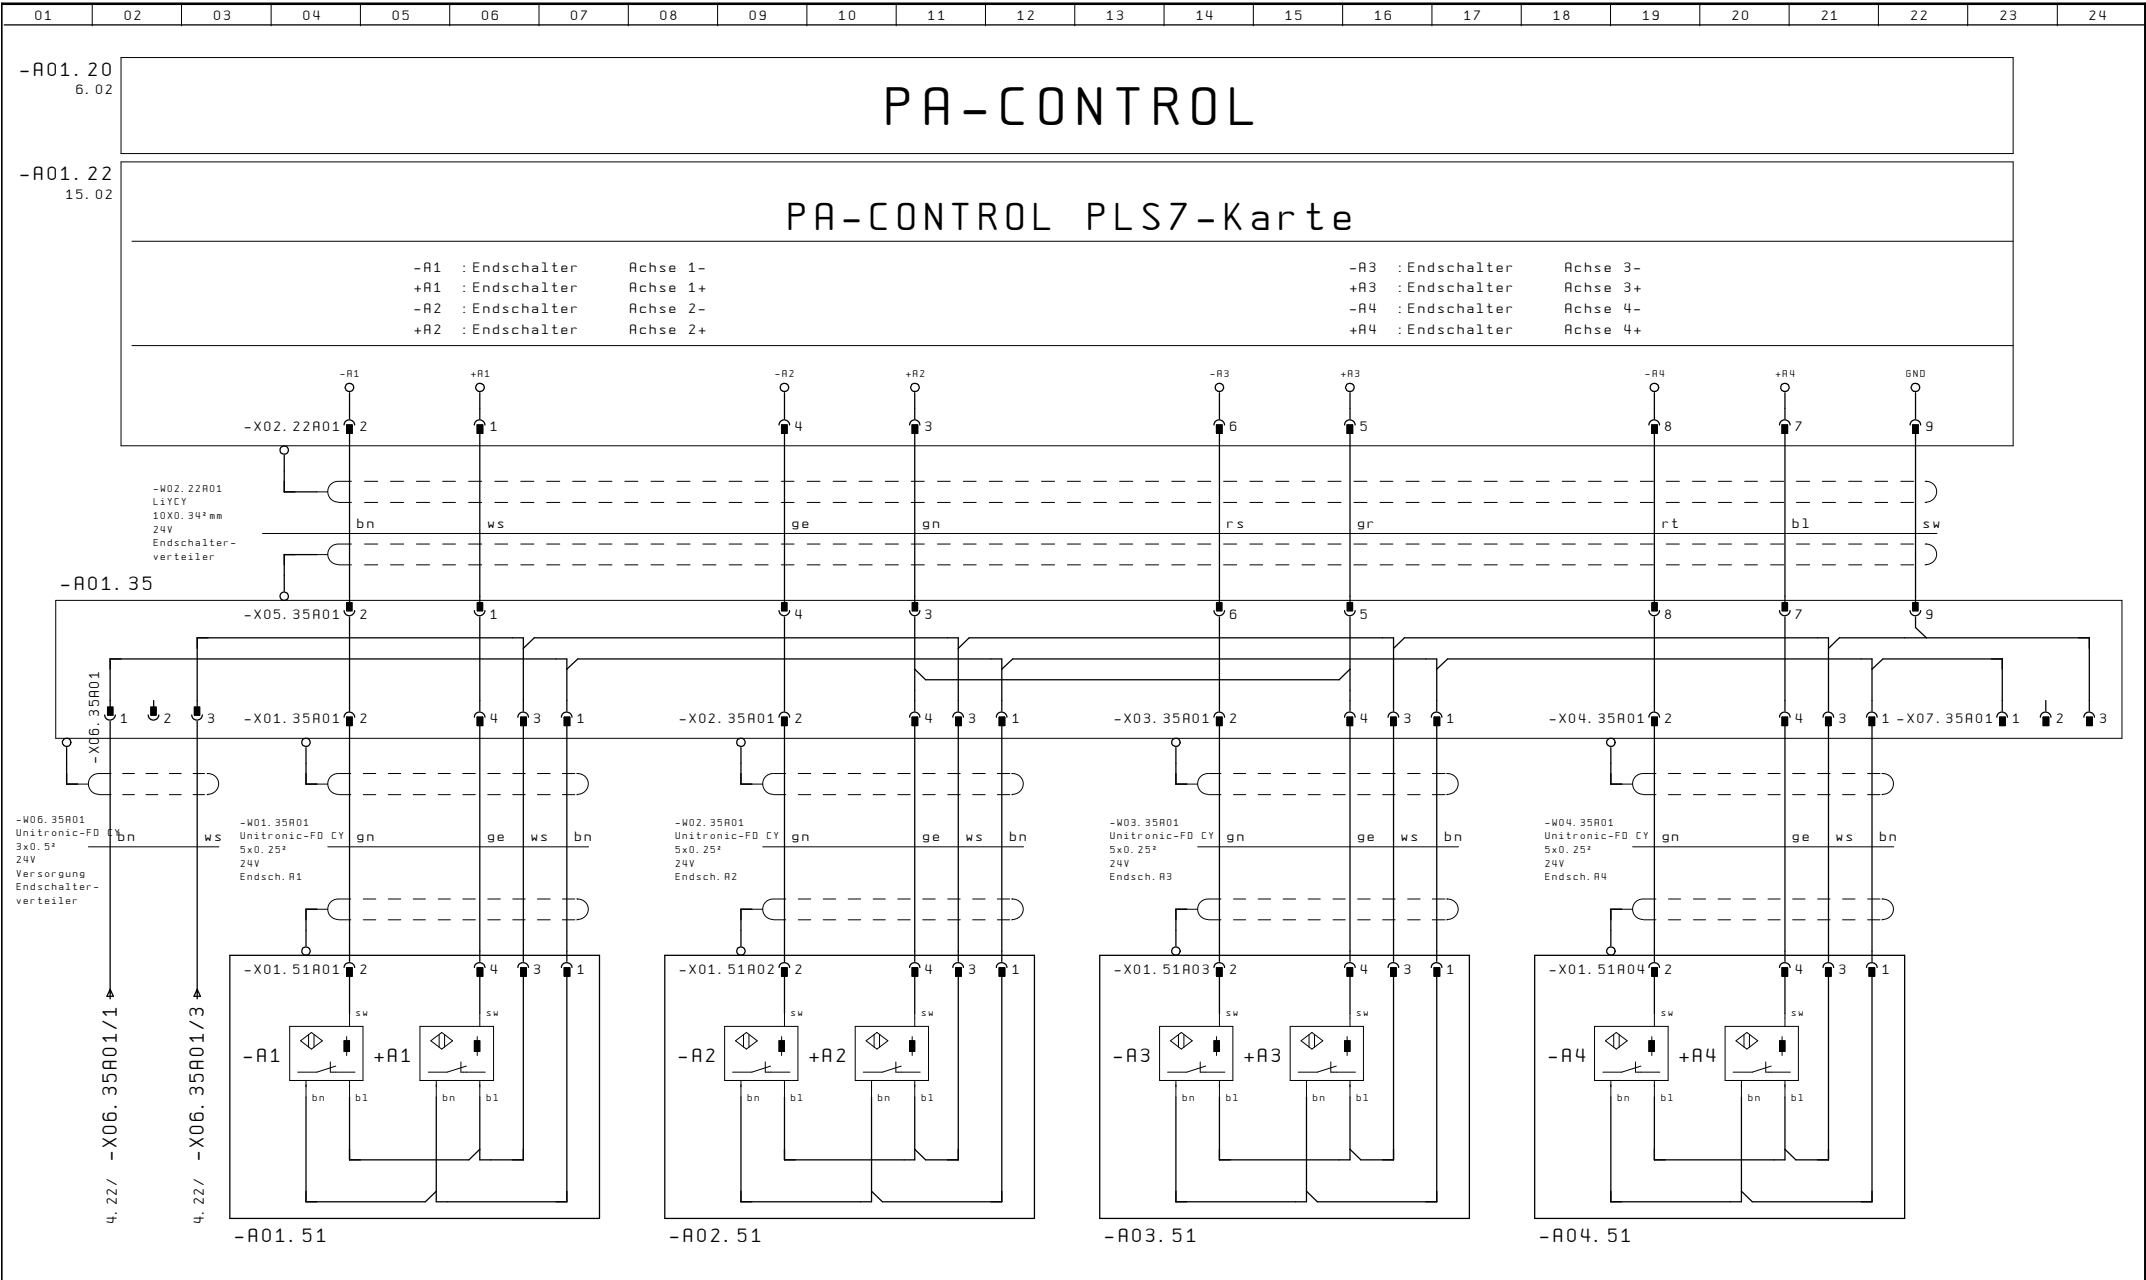 01 02 03 04 05 06 07 08 09 10 11 12 13 14 15 16 17 18 19 20 21 22 23 24
-A01.20
6.02
PA-CONTROL
-A01.22
15.02
PA-CONTROL PLS7-Karte
-A1 :Endschalter Achse 1-
+A1 :Endschalter Achse 1+
-A2 :Endschalter Achse 2-
+A2 :Endschalter Achse 2+
-A3 :Endschalter Achse 3-
+A3 :Endschalter Achse 3+
-A4 :Endschalter Achse 4-
+A4 :Endschalter Achse 4+
-A1 +A1 -A2 +A2 -A3 +A3 -A4 +A4 GND
-X02.22A01 2 1 4 3 6 5 8 7 9
-W02.22A01
LiYCY
10X0.34²mm
24V
Endschalter-
verteiler
bn ws ge gn rs gr rt bl sw
-A01.35
-X05.35A01 2 1 4 3 6 5 8 7 9
-X06.35A01
1 2 3 -X01.35A01 2 4 3 1 -X02.35A01 2 4 3 1 -X03.35A01 2 4 3 1 -X04.35A01 2 4 3 1 -X07.35A01 1 2 3
-W06.35A01
Unitronic-FD CY
3x0.5²
24V
Versorgung
Endschalter-
verteiler
bn ws
-W01.35A01
Unitronic-FD CY
5x0.25²
24V
Endsch.A1
gn ge ws bn
-W02.35A01
Unitronic-FD CY
5x0.25²
24V
Endsch.A2
gn ge ws bn
-W03.35A01
Unitronic-FD CY
5x0.25²
24V
Endsch.A3
gn ge ws bn
-W04.35A01
Unitronic-FD CY
5x0.25²
24V
Endsch.A4
gn ge ws bn
4.22/ -X06.35A01/1
4.22/ -X06.35A01/3
-X01.51A01 2 4 3 1
sw sw
-A1 +A1
bn bl bn bl
-A01.51
-X01.51A02 2 4 3 1
sw sw
-A2 +A2
bn bl bn bl
-A02.51
-X01.51A03 2 4 3 1
sw sw
-A3 +A3
bn bl bn bl
-A03.51
-X01.51A04 2 4 3 1
sw sw
-A4 +A4
bn bl bn bl
-A04.51